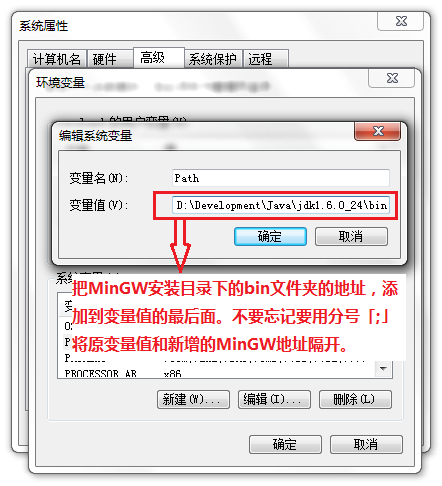 系统属性
计算机名 硬件 高级 系统保护 远程
环境变量
的用户变量(U)
编辑系统变量
变量名(N): Path
变量值(V): D:\Development\Java\jdk1.6.0_24\bin
确定 取消
把MinGW安装目录下的bin文件夹的地址，添
加到变量值的最后面。不要忘记要用分号「;」
将原变量值和新增的MinGW地址隔开。
PROCESSOR_AR x86
新建(W)... 编辑(I)... 删除(L)
确定 取消